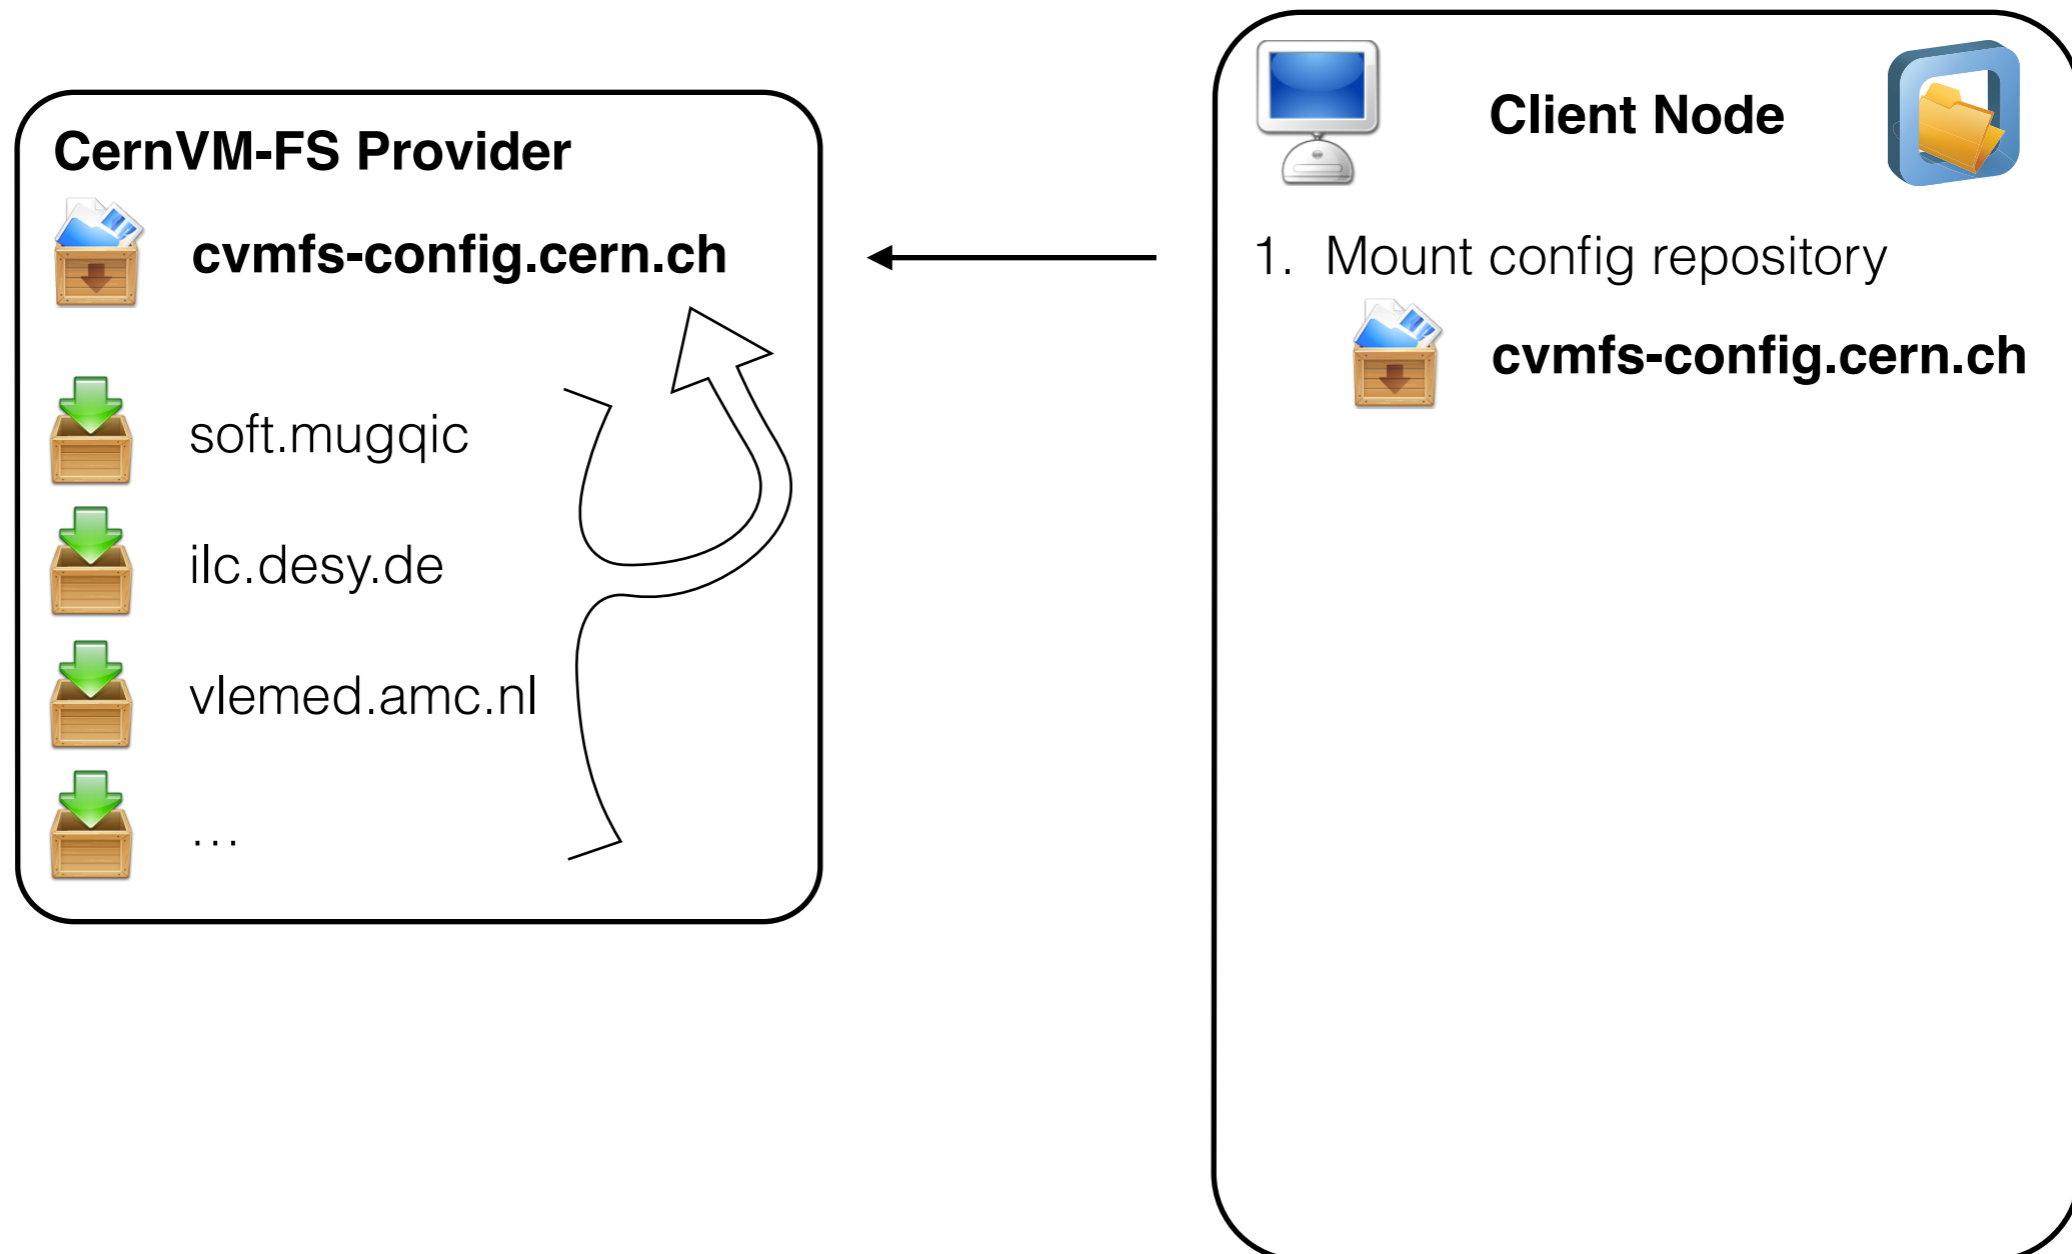 CernVM-FS Provider
cvmfs-config.cern.ch
soft.mugqic
ilc.desy.de
vlemed.amc.nl
...
Client Node
1. Mount config repository
cvmfs-config.cern.ch